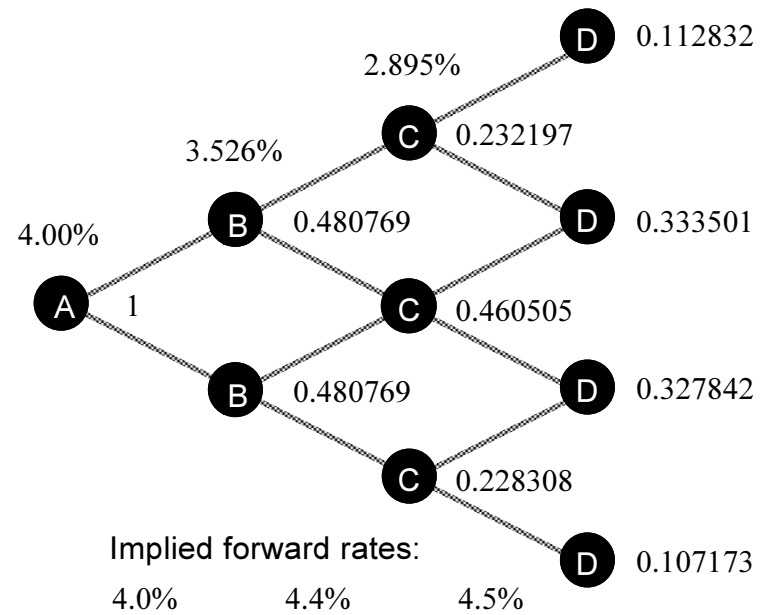 D 0.112832
2.895%
C 0.232197
3.526%
B 0.480769
D 0.333501
4.00%
A 1
C 0.460505
B 0.480769
D 0.327842
C 0.228308
D 0.107173
Implied forward rates:
4.0% 4.4% 4.5%